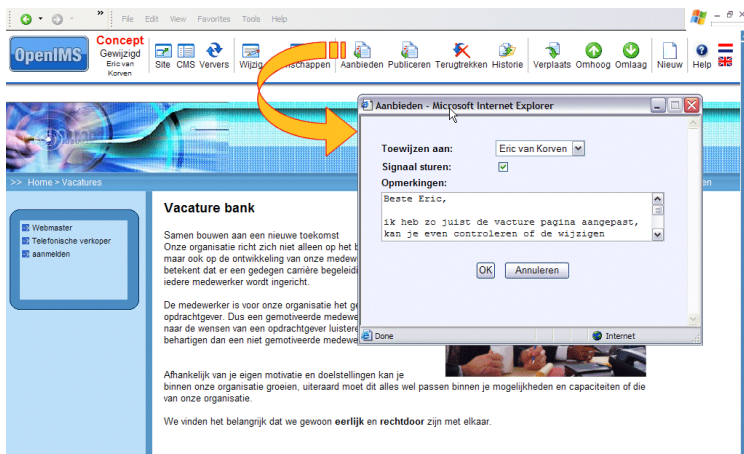 File Edit View Favorites Tools Help
OpenIMS
Concept
Gewijzigd
Eric van
Korven
Site CMS Ververs Wijzig Aanbieden Publiceren Terugtrekken Historie Verplaats Omhoog Omlaag Nieuw Help
Aanbieden - Microsoft Internet Explorer
Toewijzen aan: Eric van Korven
Signaal sturen:
Opmerkingen:
Beste Eric,
ik heb zo juist de vacture pagina aangepast,
kan je even controleren of de wijzigen
OK Annuleren
Done Internet
>> Home > Vacatures
Webmaster
Telefonische verkoper
aanmelden
Vacature bank
Samen bouwen aan een nieuwe toekomst
Onze organisatie richt zich niet alleen op het
maar ook op de ontwikkeling van onze medew
betekent dat er een gedegen carrière begeleidi
iedere medewerker wordt ingericht.
De medewerker is voor onze organisatie het ge
opdrachtgever. Dus een gemotiveerde medewe
naar de wensen van een opdrachtgever luistere
behartigen dan een niet gemotiveerde medewe
Afhankelijk van je eigen motivatie en doelstellingen kan je
binnen onze organisatie groeien, uiteraard moet dit alles wel passen binnen je mogelijkheden en capaciteiten of die
van onze organisatie.
We vinden het belangrijk dat we gewoon eerlijk en rechtdoor zijn met elkaar.